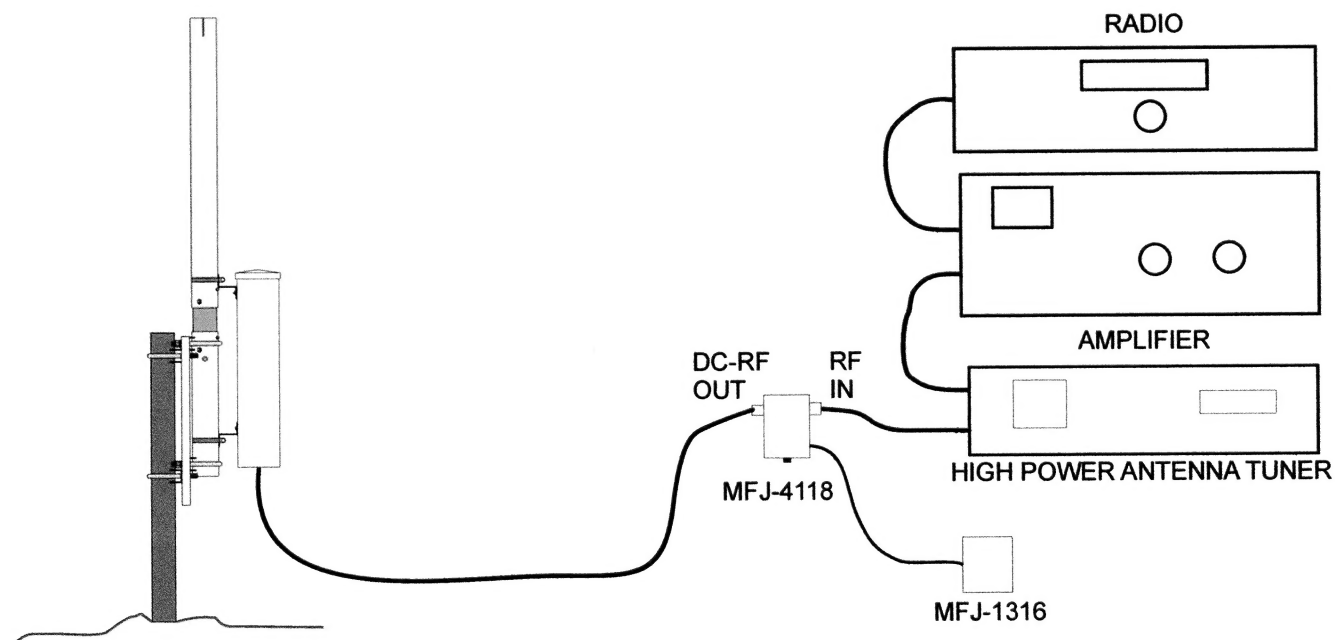 RADIO
AMPLIFIER
DC-RF
OUT
RF
IN
HIGH POWER ANTENNA TUNER
MFJ-4118
MFJ-1316